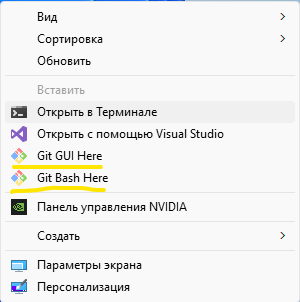 Вид
Сортировка
Обновить
Вставить
Открыть в Терминале
Открыть с помощью Visual Studio
Git GUI Here
Git Bash Here
Панель управления NVIDIA
Создать
Параметры экрана
Персонализация